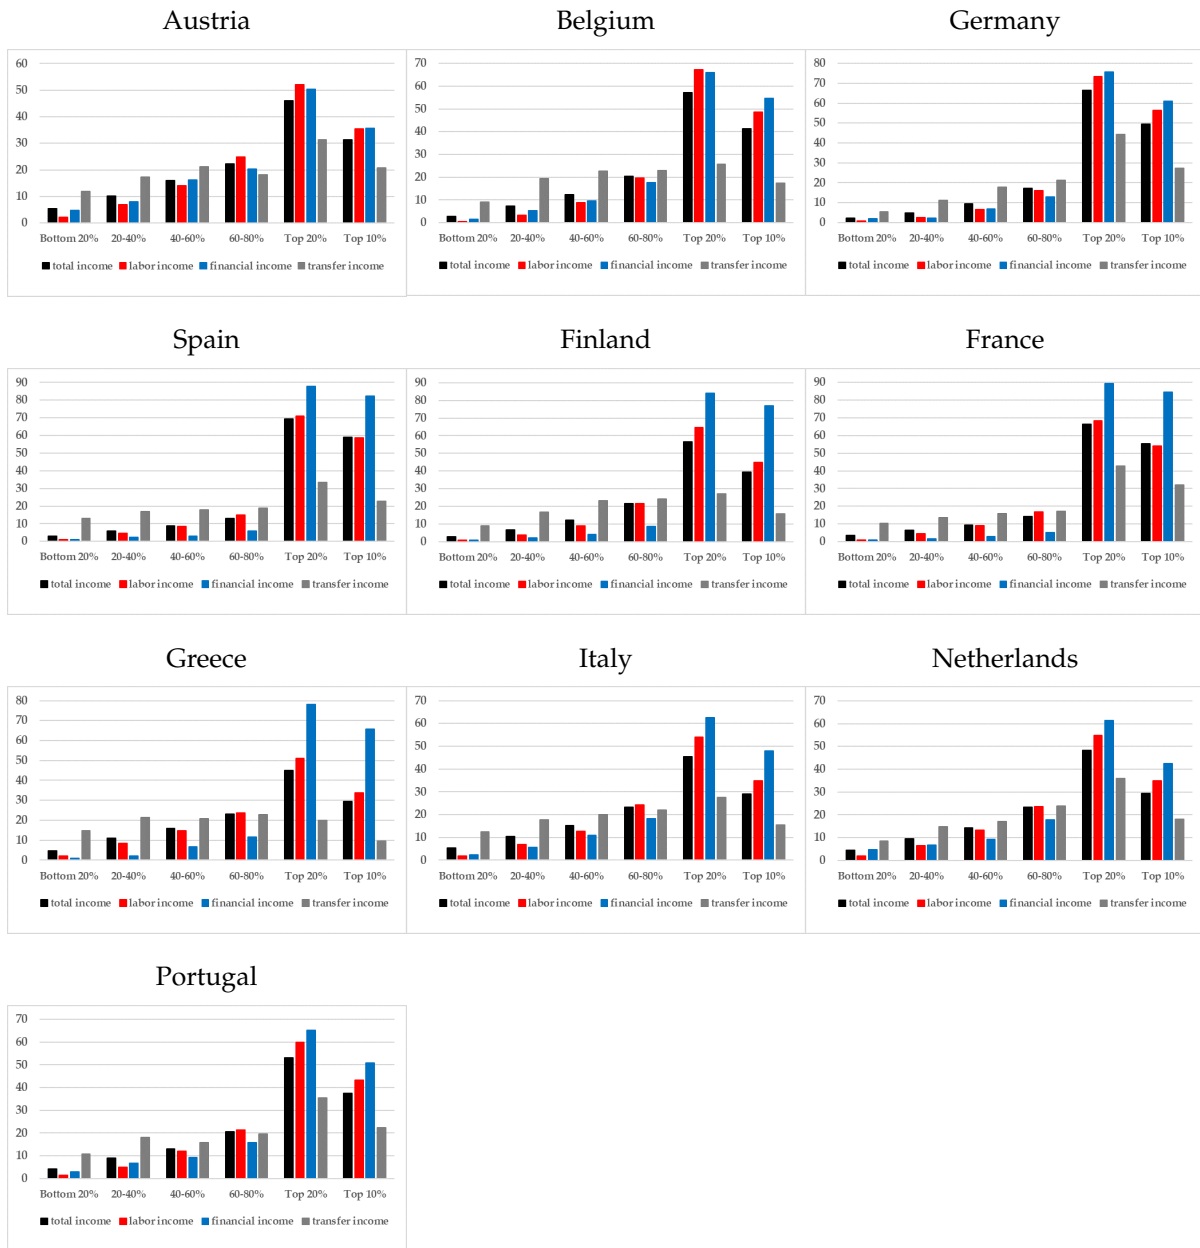 Austria
60
50
40
30
20
10
0
Bottom 20% 20-40% 40-60% 60-80% Top 20% Top 10%
total income labor income financial income transfer income
Belgium
70
60
50
40
30
20
10
0
Bottom 20% 20-40% 40-60% 60-80% Top 20% Top 10%
total income labor income financial income transfer income
Germany
80
70
60
50
40
30
20
10
0
Bottom 20% 20-40% 40-60% 60-80% Top 20% Top 10%
total income labor income financial income transfer income
Spain
90
80
70
60
50
40
30
20
10
0
Bottom 20% 20-40% 40-60% 60-80% Top 20% Top 10%
total income labor income financial income transfer income
Finland
90
80
70
60
50
40
30
20
10
0
Bottom 20% 20-40% 40-60% 60-80% Top 20% Top 10%
total income labor income financial income transfer income
France
90
80
70
60
50
40
30
20
10
0
Bottom 20% 20-40% 40-60% 60-80% Top 20% Top 10%
total income labor income financial income transfer income
Greece
80
70
60
50
40
30
20
10
0
Bottom 20% 20-40% 40-60% 60-80% Top 20% Top 10%
total income labor income financial income transfer income
Italy
70
60
50
40
30
20
10
0
Bottom 20% 20-40% 40-60% 60-80% Top 20% Top 10%
total income labor income financial income transfer income
Netherlands
70
60
50
40
30
20
10
0
Bottom 20% 20-40% 40-60% 60-80% Top 20% Top 10%
total income labor income financial income transfer income
Portugal
70
60
50
40
30
20
10
0
Bottom 20% 20-40% 40-60% 60-80% Top 20% Top 10%
total income labor income financial income transfer income